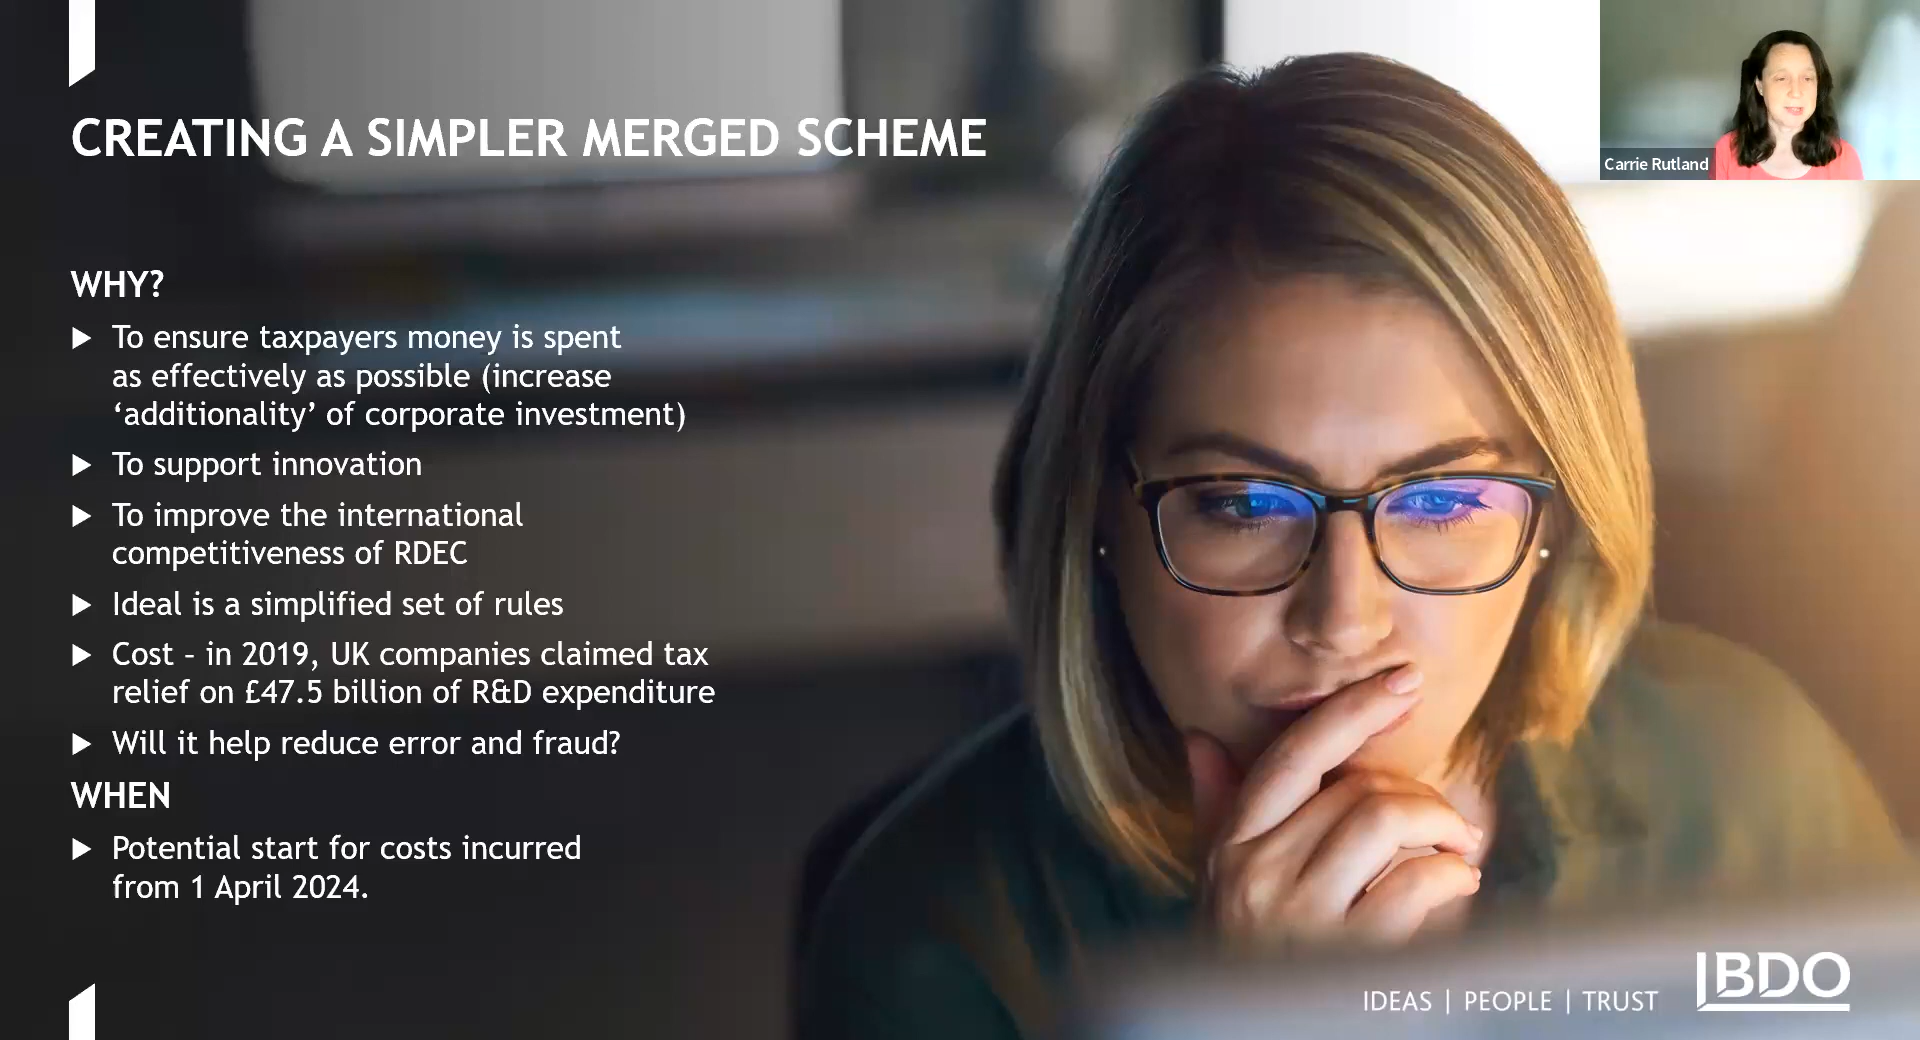 CREATING A SIMPLER MERGED SCHEME
Carrie Rutland
WHY?
To ensure taxpayers money is spent
as effectively as possible (increase
‘additionality’ of corporate investment)
To support innovation
To improve the international
competitiveness of RDEC
Ideal is a simplified set of rules
Cost – in 2019, UK companies claimed tax
relief on £47.5 billion of R&D expenditure
Will it help reduce error and fraud?
WHEN
Potential start for costs incurred
from 1 April 2024.
IDEAS | PEOPLE | TRUST
BDO